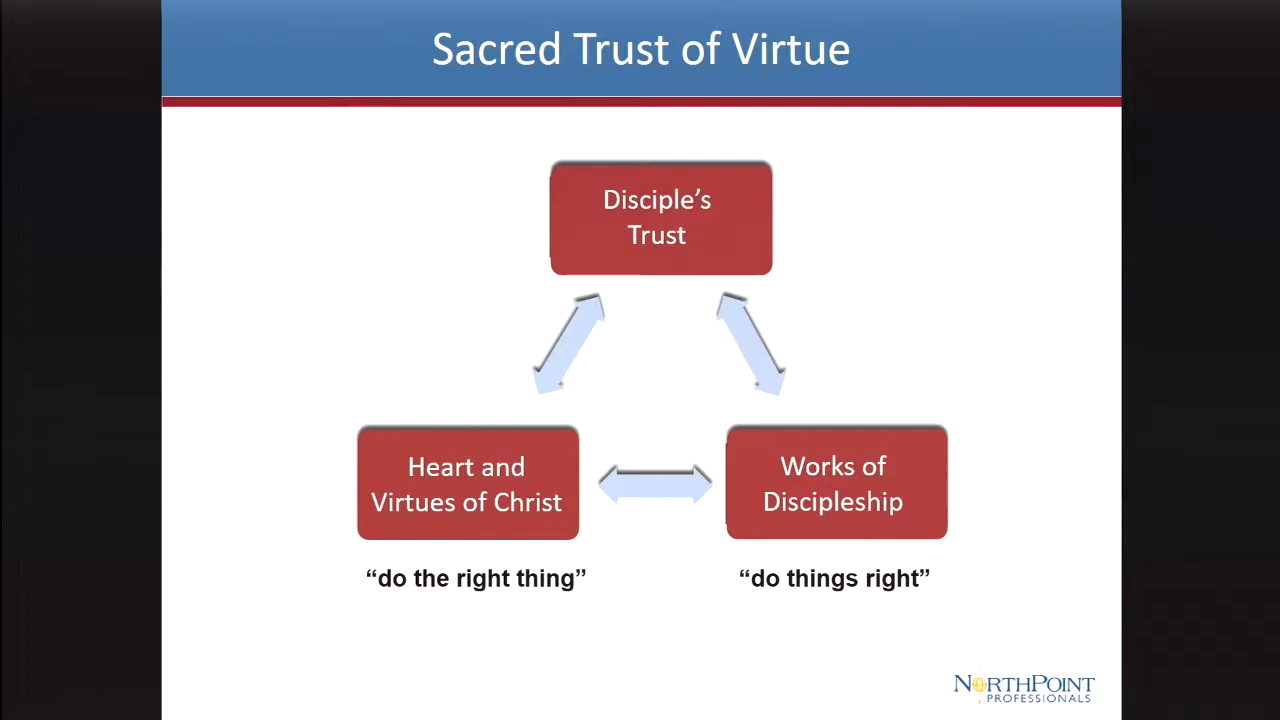 Sacred Trust of Virtue
Disciple’s
Trust
Heart and
Virtues of Christ
Works of
Discipleship
“do the right thing”
“do things right”
NORTHPOINT
PROFESSIONALS